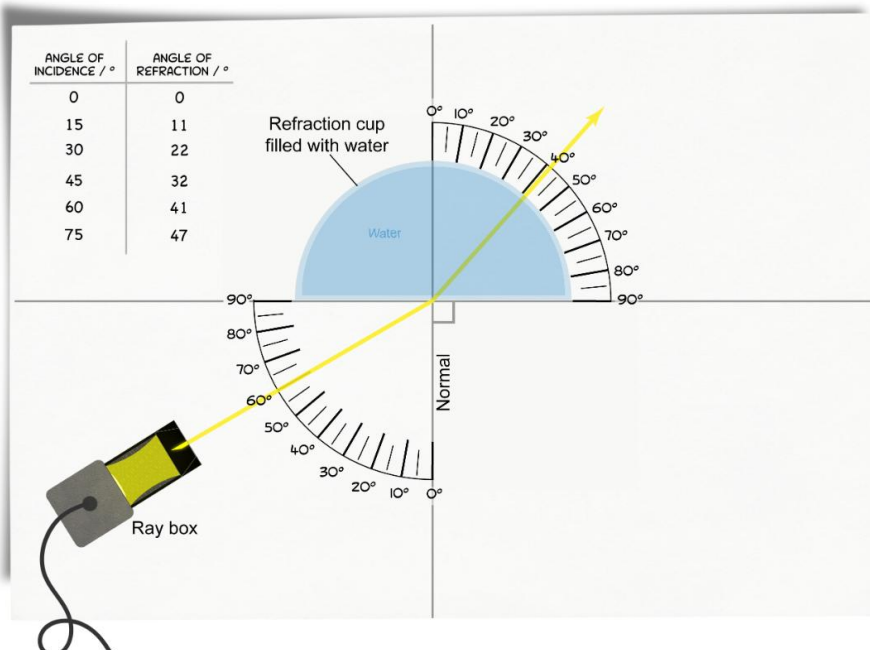 ANGLE OF INCIDENCE / ° ANGLE OF REFRACTION / °
0 0
15 11
30 22
45 32
60 41
75 47
Refraction cup
filled with water
Water
0° 10° 20° 30° 40° 50° 60° 70° 80° 90°
90° 80° 70° 60° 50° 40° 30° 20° 10° 0°
Normal
Ray box